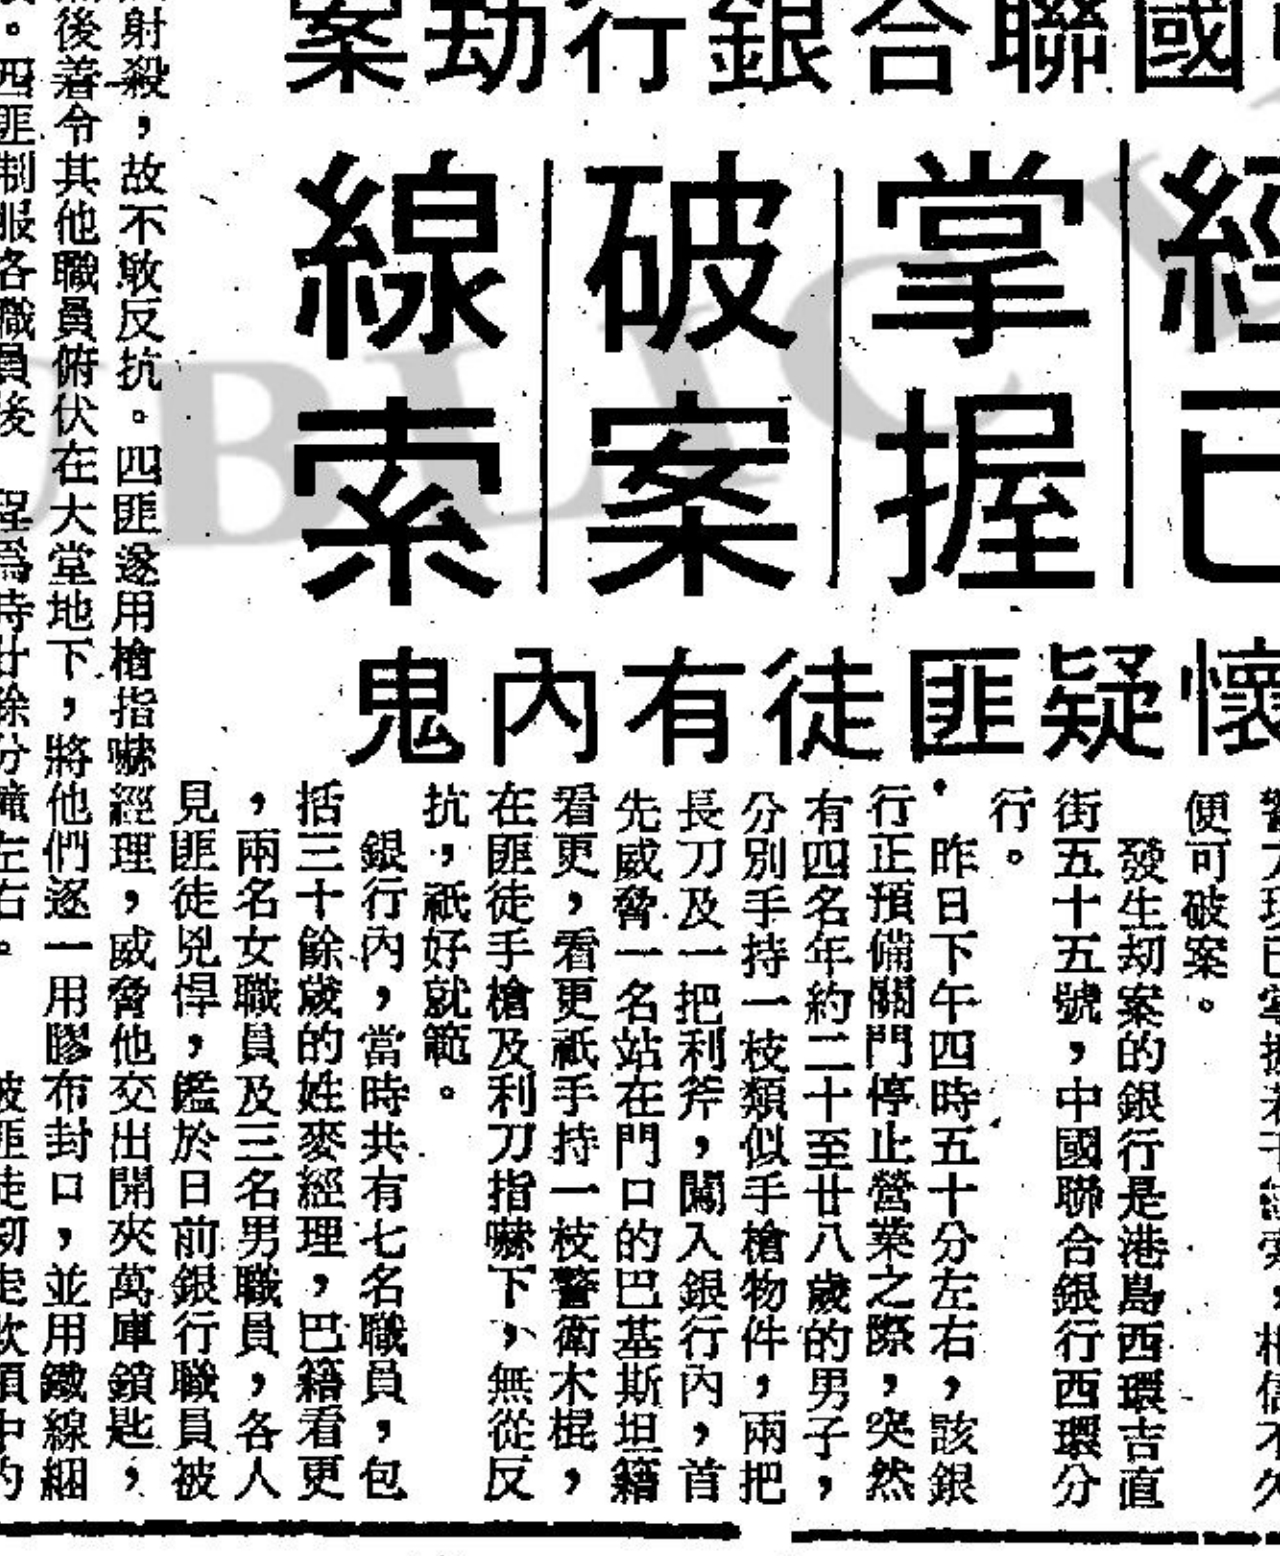 國聯合銀行劫案
經已掌握破案線索
懷疑匪徒有內鬼
便可破案。
發生刧案的銀行是港島西環吉直
街五十五號，中國聯合銀行西環分
行。
昨日下午四時五十分左右，該銀
行正預備關門停止營業之際，突然
有四名年約二十至廿八歲的男子，
分別手持一枝類似手槍物件，兩把
長刀及一把利斧，闖入銀行內，首
先威脅一名站在門口的巴基斯坦籍
看更，看更祇手持一枝警衛木棍，
在匪徒手槍及利刀指嚇下，無從反
抗，祇好就範。
銀行內，當時共有七名職員，包
括三十餘歲的姓麥經理，巴籍看更
，兩名女職員及三名男職員，各人
見匪徒兇悍，鑑於日前銀行職員被
射殺，故不敢反抗。四匪遂用槍指嚇經理，威脅他交出開夾萬庫鎖匙，
後着令其他職員俯伏在大堂地下，將他們逐一用膠布封口，並用鐵線綑
。四匪制服各職員後
PUBLIC